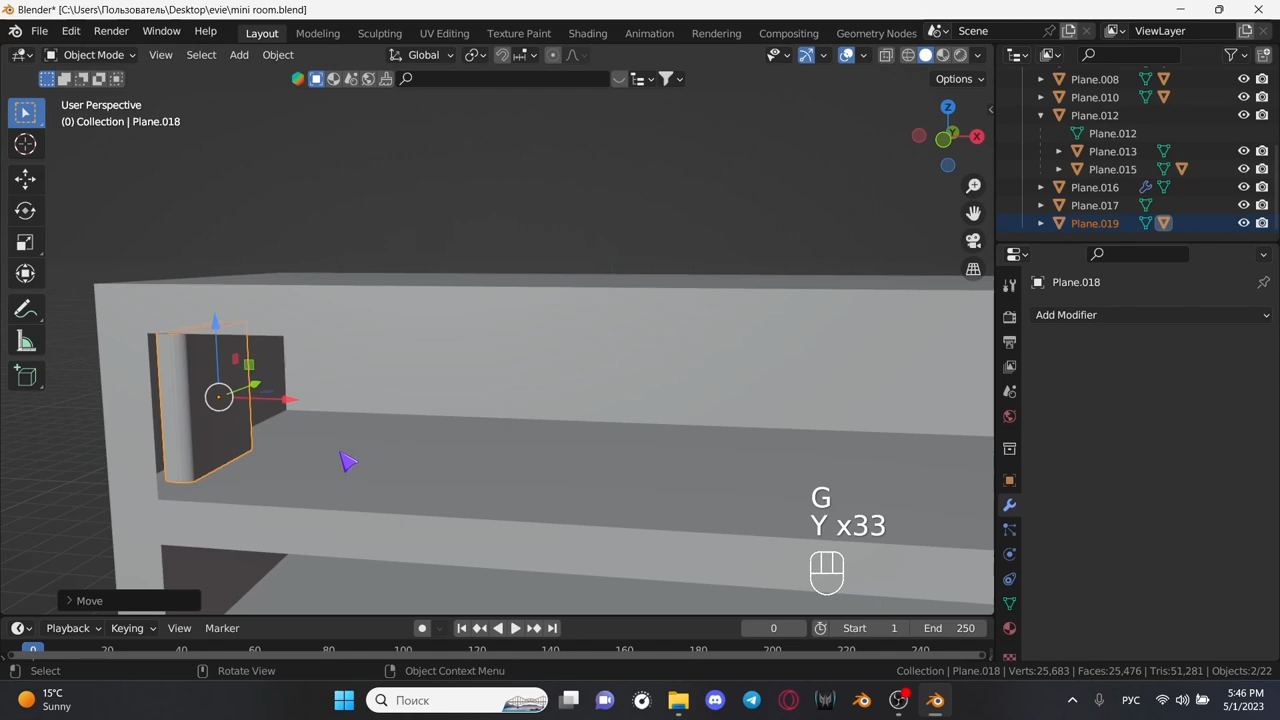 Blender* [C:\Users\Пользователь\Desktop\evie\mini room.blend]
File Edit Render Window Help Layout Modeling Sculpting UV Editing Texture Paint Shading Animation Rendering Compositing Geometry Nodes Scene ViewLayer
Object Mode View Select Add Object Global
Options
User Perspective
(0) Collection | Plane.018
Z
Y
X
Plane.008
Plane.010
Plane.012
Plane.012
Plane.013
Plane.015
Plane.016
Plane.017
Plane.019
Plane.018
Add Modifier
G
Y x33
Move
Playback Keying View Marker 0 Start 1 End 250
0 20 40 60 80 100 120 140 160 180 200 220 240
Select Rotate View Object Context Menu Collection | Plane.018 | Verts:25,683 | Faces:25,476 | Tris:51,281 | Objects:2/22
15°C
Sunny
Поиск
РУС
5:46 PM
5/1/2023